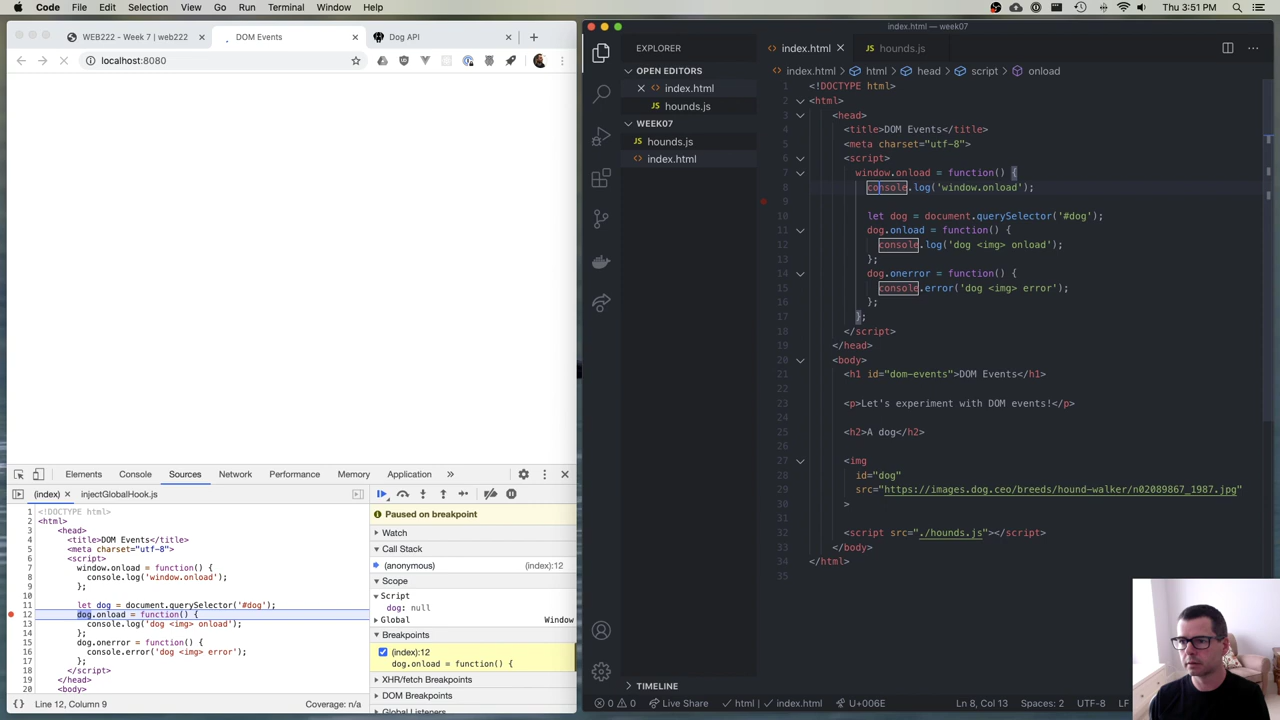 Code File Edit Selection View Go Run Terminal Window Help Thu 3:51 PM
WEB222 - Week 7 | web222 DOM Events Dog API
localhost:8080
index.html — week07
EXPLORER
OPEN EDITORS
index.html
JS hounds.js
WEEK07
JS hounds.js
index.html
TIMELINE
index.html JS hounds.js
index.html > html > head > script > onload
1 <!DOCTYPE html>
2 <html>
3 <head>
4 <title>DOM Events</title>
5 <meta charset="utf-8">
6 <script>
7 window.onload = function() {
8 console.log('window.onload');
9
10 let dog = document.querySelector('#dog');
11 dog.onload = function() {
12 console.log('dog <img> onload');
13 };
14 dog.onerror = function() {
15 console.error('dog <img> error');
16 };
17 };
18 </script>
19 </head>
20 <body>
21 <h1 id="dom-events">DOM Events</h1>
22
23 <p>Let's experiment with DOM events!</p>
24
25 <h2>A dog</h2>
26
27 <img
28 id="dog"
29 src="https://images.dog.ceo/breeds/hound-walker/n02089867_1987.jpg"
30 >
31
32 <script src="./hounds.js"></script>
33 </body>
34 </html>
35
Elements Console Sources Network Performance Memory Application »
(index) injectGlobalHook.js
1 <!DOCTYPE html>
2 <html>
3 <head>
4 <title>DOM Events</title>
5 <meta charset="utf-8">
6 <script>
7 window.onload = function() {
8 console.log('window.onload');
9 };
10
11 let dog = document.querySelector('#dog');
12 dog.onload = function() {
13 console.log('dog <img> onload');
14 };
15 dog.onerror = function() {
16 console.error('dog <img> error');
17 };
18 </script>
19 </head>
20 <body>
{} Line 12, Column 9 Coverage: n/a
Paused on breakpoint
Watch
Call Stack
(anonymous) (index):12
Scope
Script
dog: null
Global Window
Breakpoints
(index):12
dog.onload = function() {
XHR/fetch Breakpoints
DOM Breakpoints
Global Listeners
0 0 Live Share html | index.html U+006E Ln 8, Col 13 Spaces: 2 UTF-8 LF